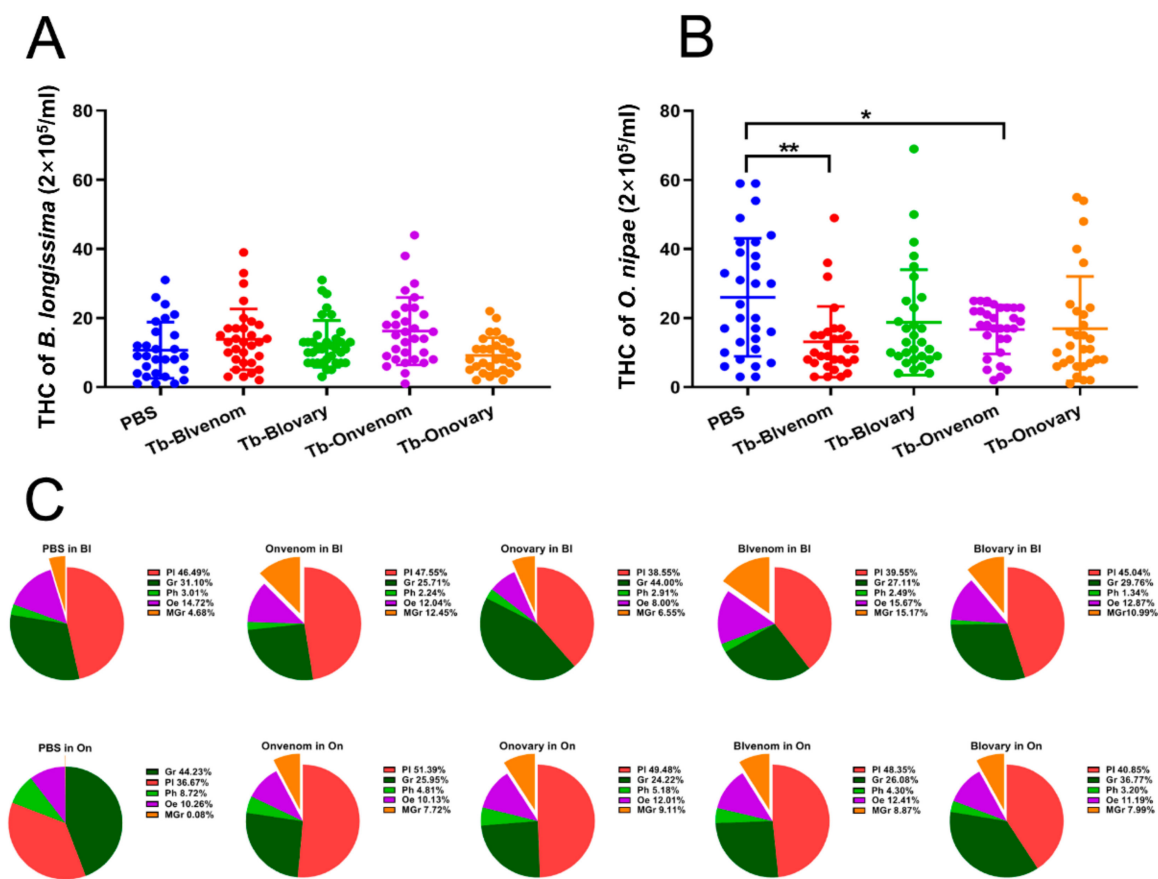 A
THC of B. longissima (2×10⁵/ml)
80
60
40
20
0
PBS
Tb-Blvenom
Tb-Blovary
Tb-Onvenom
Tb-Onovary
B
THC of O. nipae (2×10⁵/ml)
80
60
40
20
0
*
**
PBS
Tb-Blvenom
Tb-Blovary
Tb-Onvenom
Tb-Onovary
C
PBS in Bl
Pl 46.49%
Gr 31.10%
Ph 3.01%
Oe 14.72%
MGr 4.68%
Onvenom in Bl
Pl 47.55%
Gr 25.71%
Ph 2.24%
Oe 12.04%
MGr 12.45%
Onovary in Bl
Pl 38.55%
Gr 44.00%
Ph 2.91%
Oe 8.00%
MGr 6.55%
Blvenom in Bl
Pl 39.55%
Gr 27.11%
Ph 2.49%
Oe 15.67%
MGr 15.17%
Blovary in Bl
Pl 45.04%
Gr 29.76%
Ph 1.34%
Oe 12.87%
MGr10.99%
PBS in On
Gr 44.23%
Pl 36.67%
Ph 8.72%
Oe 10.26%
MGr 0.08%
Onvenom in On
Pl 51.39%
Gr 25.95%
Ph 4.81%
Oe 10.13%
MGr 7.72%
Onovary in On
Pl 49.48%
Gr 24.22%
Ph 5.18%
Oe 12.01%
MGr 9.11%
Blvenom in On
Pl 48.35%
Gr 26.08%
Ph 4.30%
Oe 12.41%
MGr 8.87%
Blovary in On
Pl 40.85%
Gr 36.77%
Ph 3.20%
Oe 11.19%
MGr 7.99%